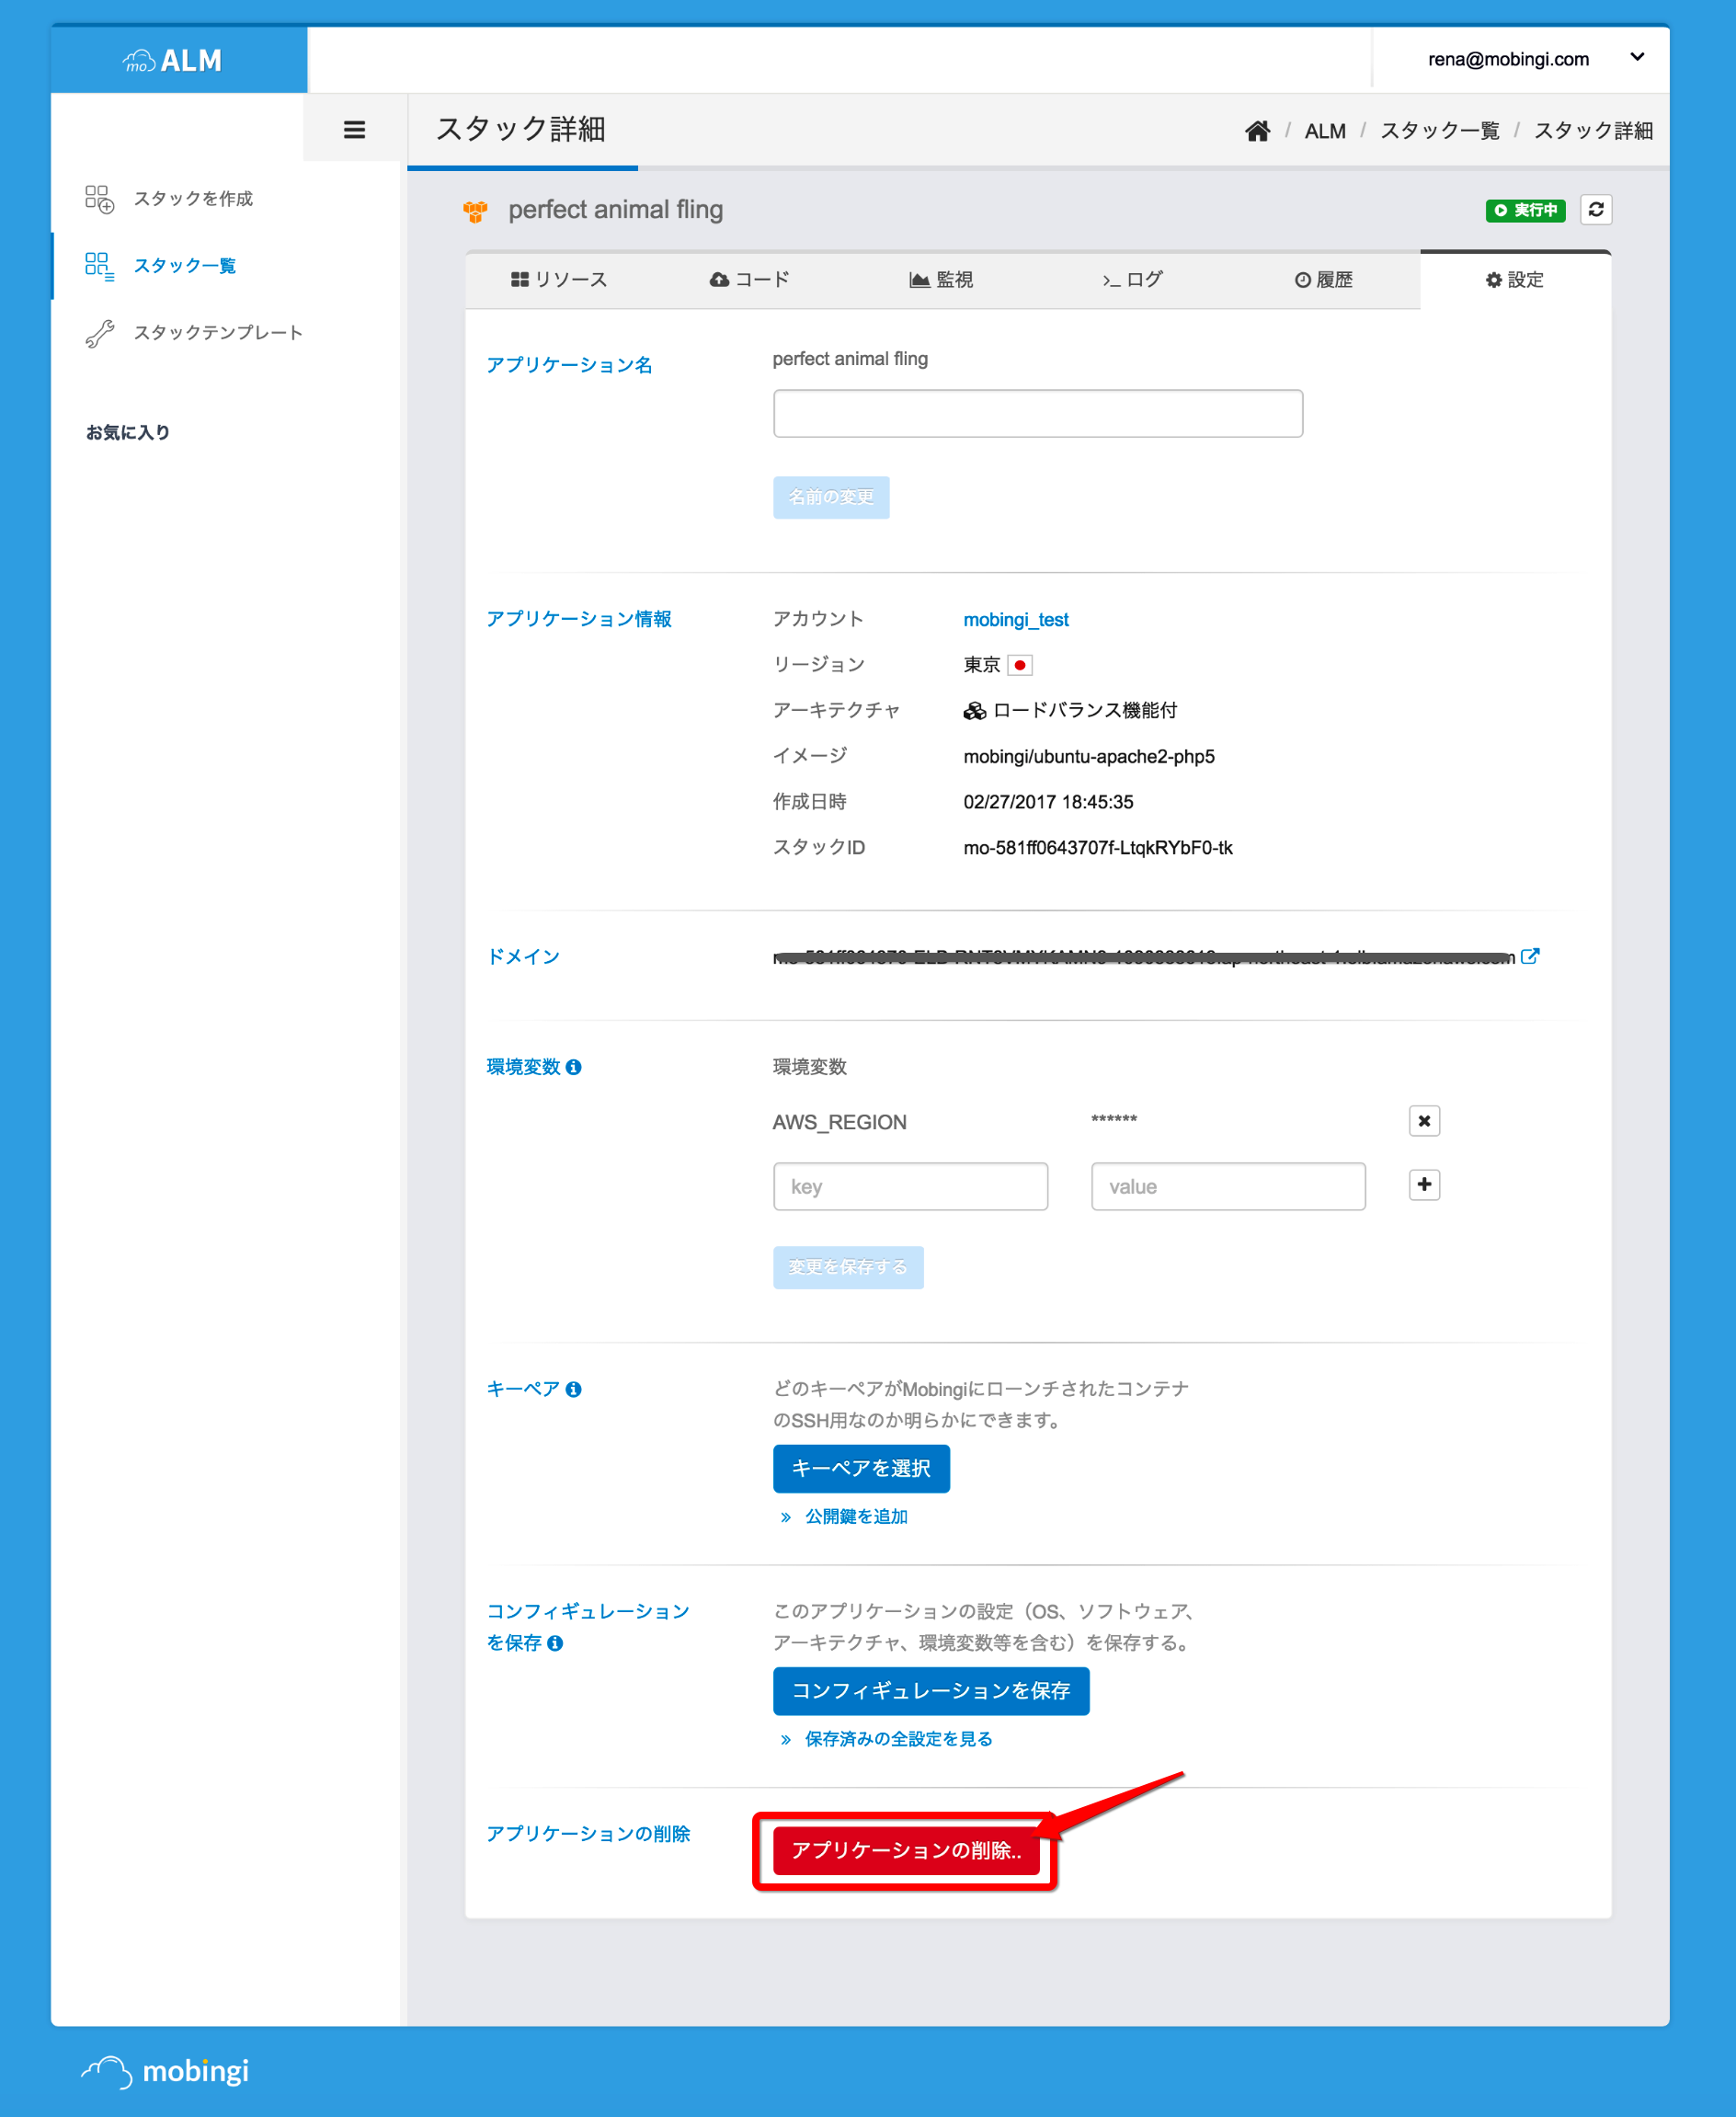 mo ALM
rena@mobingi.com
スタック詳細
/ ALM / スタック一覧 / スタック詳細
スタックを作成
スタック一覧
スタックテンプレート
お気に入り
perfect animal fling
実行中
リソース
コード
監視
>_ ログ
履歴
設定
アプリケーション名
perfect animal fling
名前の変更
アプリケーション情報
アカウント mobingi_test
リージョン 東京
アーキテクチャ ロードバランス機能付
イメージ mobingi/ubuntu-apache2-php5
作成日時 02/27/2017 18:45:35
スタックID mo-581ff0643707f-LtqkRYbF0-tk
ドメイン
環境変数
環境変数
AWS_REGION ******
key value
変更を保存する
キーペア
どのキーペアがMobingiにローンチされたコンテナ
のSSH用なのか明らかにできます。
キーペアを選択
» 公開鍵を追加
コンフィギュレーション
を保存
このアプリケーションの設定（OS、ソフトウェア、
アーキテクチャ、環境変数等を含む）を保存する。
コンフィギュレーションを保存
» 保存済みの全設定を見る
アプリケーションの削除
アプリケーションの削除..
mobingi